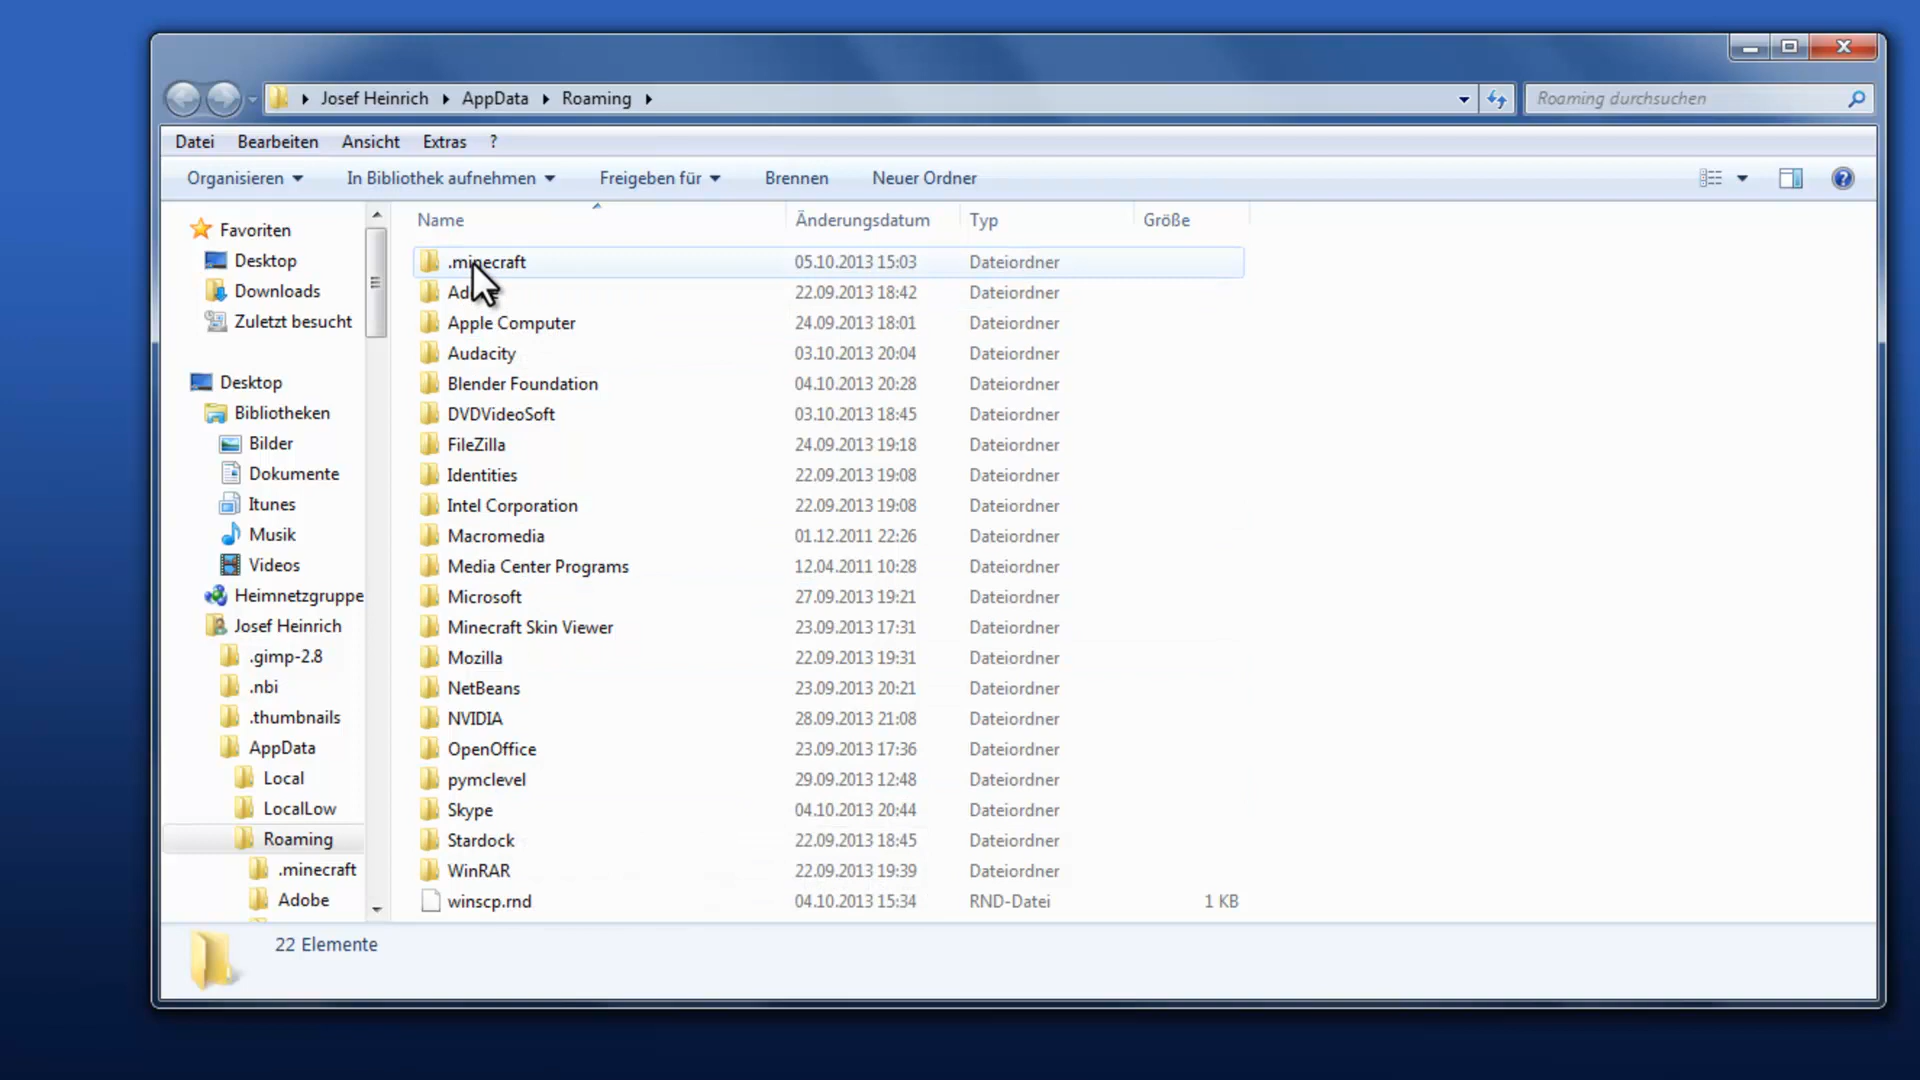 Josef Heinrich AppData Roaming
Roaming durchsuchen
Datei Bearbeiten Ansicht Extras ?
Organisieren In Bibliothek aufnehmen Freigeben für Brennen Neuer Ordner
Favoriten
Desktop
Downloads
Zuletzt besucht
Desktop
Bibliotheken
Bilder
Dokumente
Itunes
Musik
Videos
Heimnetzgruppe
Josef Heinrich
.gimp-2.8
.nbi
.thumbnails
AppData
Local
LocalLow
Roaming
.minecraft
Adobe
Name Änderungsdatum Typ Größe
.minecraft 05.10.2013 15:03 Dateiordner
22.09.2013 18:42 Dateiordner
Apple Computer 24.09.2013 18:01 Dateiordner
Audacity 03.10.2013 20:04 Dateiordner
Blender Foundation 04.10.2013 20:28 Dateiordner
DVDVideoSoft 03.10.2013 18:45 Dateiordner
FileZilla 24.09.2013 19:18 Dateiordner
Identities 22.09.2013 19:08 Dateiordner
Intel Corporation 22.09.2013 19:08 Dateiordner
Macromedia 01.12.2011 22:26 Dateiordner
Media Center Programs 12.04.2011 10:28 Dateiordner
Microsoft 27.09.2013 19:21 Dateiordner
Minecraft Skin Viewer 23.09.2013 17:31 Dateiordner
Mozilla 22.09.2013 19:31 Dateiordner
NetBeans 23.09.2013 20:21 Dateiordner
NVIDIA 28.09.2013 21:08 Dateiordner
OpenOffice 23.09.2013 17:36 Dateiordner
pymclevel 29.09.2013 12:48 Dateiordner
Skype 04.10.2013 20:44 Dateiordner
Stardock 22.09.2013 18:45 Dateiordner
WinRAR 22.09.2013 19:39 Dateiordner
winscp.rnd 04.10.2013 15:34 RND-Datei 1 KB
22 Elemente